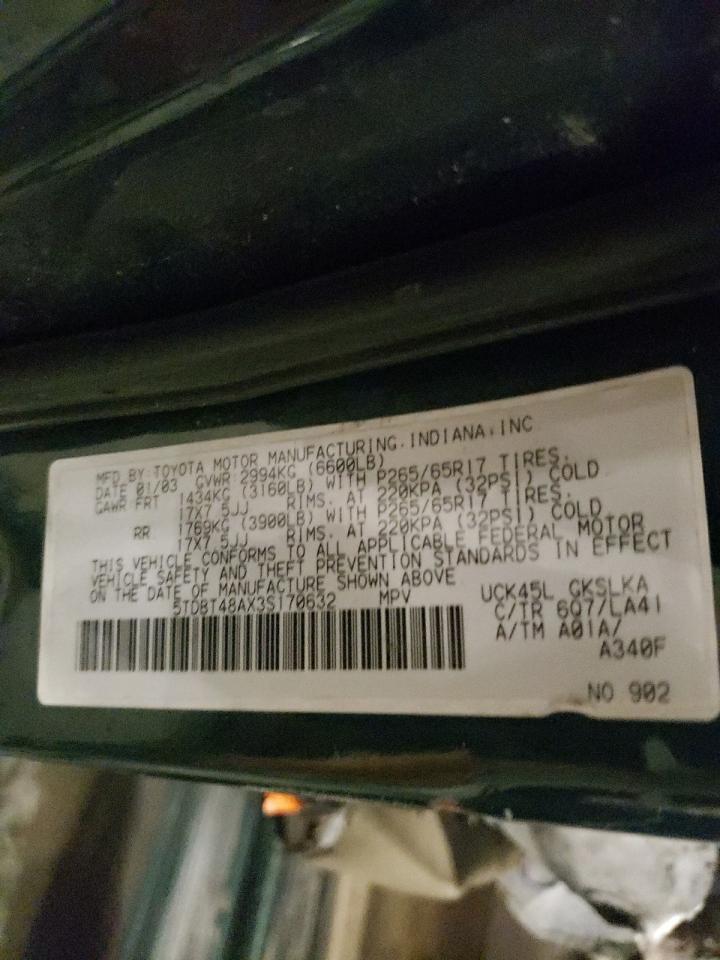 MFD BY: TOYOTA MOTOR MANUFACTURING, INDIANA, INC
DATE 01/03 GVWR 2994KG (6600LB)
GAWR FRT 1434KG (3160LB) WITH P265/65R17 TIRES,
17X7.5JJ RIMS, AT 220KPA (32PSI) COLD
RR 1769KG (3900LB) WITH P265/65R17 TIRES,
17X7.5JJ RIMS, AT 220KPA (32PSI) COLD
THIS VEHICLE CONFORMS TO ALL APPLICABLE FEDERAL MOTOR
VEHICLE SAFETY AND THEFT PREVENTION STANDARDS IN EFFECT
ON THE DATE OF MANUFACTURE SHOWN ABOVE
5TDBT48AX3S170632 MPV
UCK45L GKSLKA
C/TR 6Q7/LA41
A/TM A01A/
A340F
NO 902